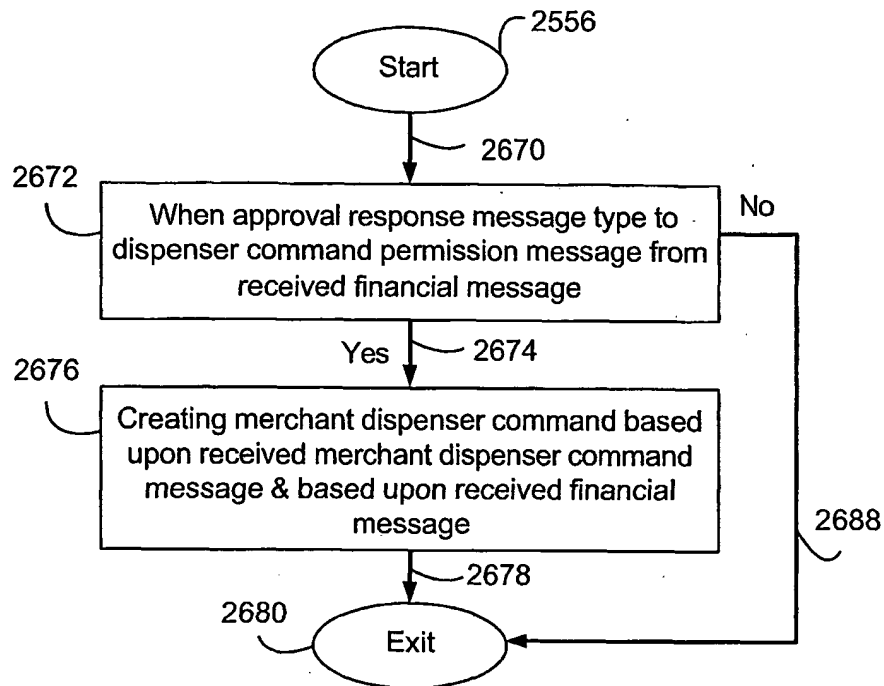 2556
Start
2670
2672
No
When approval response message type to
dispenser command permission message from
received financial message
Yes
2674
2676
Creating merchant dispenser command based
upon received merchant dispenser command
message & based upon received financial
message
2688
2678
2680
Exit